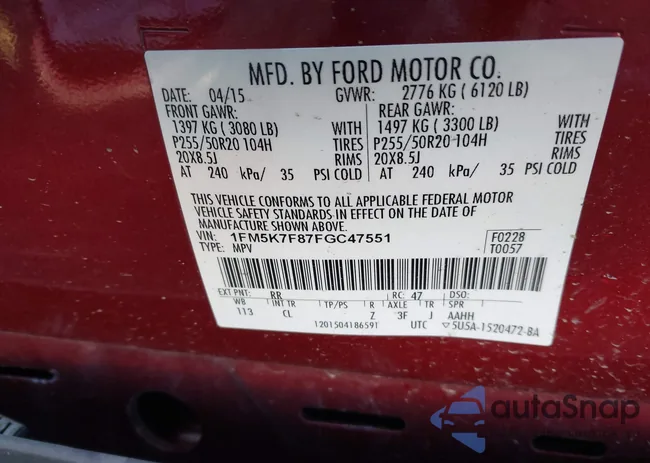 MFD. BY FORD MOTOR CO.
DATE: 04/15 GVWR: 2776 KG ( 6120 LB)
FRONT GAWR: REAR GAWR:
1397 KG ( 3080 LB) WITH 1497 KG ( 3300 LB) WITH
P255/50R20 104H TIRES P255/50R20 104H TIRES
20X8.5J RIMS 20X8.5J RIMS
AT 240 kPa/ 35 PSI COLD AT 240 kPa/ 35 PSI COLD
THIS VEHICLE CONFORMS TO ALL APPLICABLE FEDERAL MOTOR
VEHICLE SAFETY STANDARDS IN EFFECT ON THE DATE OF
MANUFACTURE SHOWN ABOVE.
VIN: 1FM5K7F87FGC47551 F0228
TYPE: MPV T0057
EXT PNT: RR RC: 47 DSO:
WB INT TR TP/PS R AXLE TR SPR
113 CL Z 3F J AAHH
1201504186591 UTC 5U5A-1520472-BA
autoSnap
POWERED BY LABRADOR